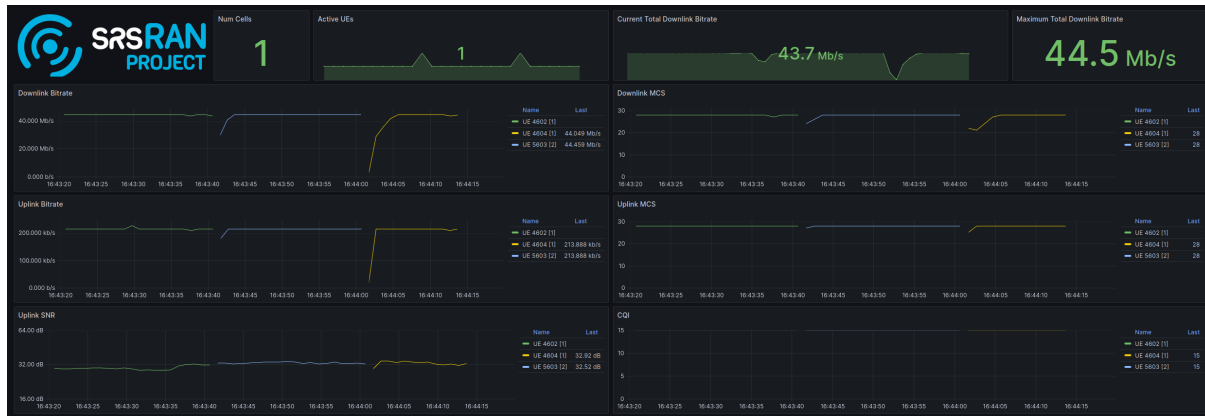 srsRAN
PROJECT
Num Cells
1
Active UEs
1
Current Total Downlink Bitrate
43.7 Mb/s
Maximum Total Downlink Bitrate
44.5 Mb/s
Downlink Bitrate
40.000 Mb/s
20.000 Mb/s
0.000 b/s
16:43:20 16:43:25 16:43:30 16:43:35 16:43:40 16:43:45 16:43:50 16:43:55 16:44:00 16:44:05 16:44:10 16:44:15
Name Last
UE 4602 [1]
UE 4604 [1] 44.049 Mb/s
UE 5603 [2] 44.459 Mb/s
Downlink MCS
30
20
10
0
16:43:20 16:43:25 16:43:30 16:43:35 16:43:40 16:43:45 16:43:50 16:43:55 16:44:00 16:44:05 16:44:10 16:44:15
Name Last
UE 4602 [1]
UE 4604 [1] 28
UE 5603 [2] 28
Uplink Bitrate
200.000 kb/s
100.000 kb/s
0.000 b/s
16:43:20 16:43:25 16:43:30 16:43:35 16:43:40 16:43:45 16:43:50 16:43:55 16:44:00 16:44:05 16:44:10 16:44:15
Name Last
UE 4602 [1]
UE 4604 [1] 213.888 kb/s
UE 5603 [2] 213.888 kb/s
Uplink MCS
30
20
10
0
16:43:20 16:43:25 16:43:30 16:43:35 16:43:40 16:43:45 16:43:50 16:43:55 16:44:00 16:44:05 16:44:10 16:44:15
Name Last
UE 4602 [1]
UE 4604 [1] 28
UE 5603 [2] 28
Uplink SNR
64.00 dB
32.00 dB
16.00 dB
16:43:20 16:43:25 16:43:30 16:43:35 16:43:40 16:43:45 16:43:50 16:43:55 16:44:00 16:44:05 16:44:10 16:44:15
Name Last
UE 4602 [1]
UE 4604 [1] 32.92 dB
UE 5603 [2] 32.52 dB
CQI
15
10
5
0
16:43:20 16:43:25 16:43:30 16:43:35 16:43:40 16:43:45 16:43:50 16:43:55 16:44:00 16:44:05 16:44:10 16:44:15
Name Last
UE 4602 [1]
UE 4604 [1] 15
UE 5603 [2] 15